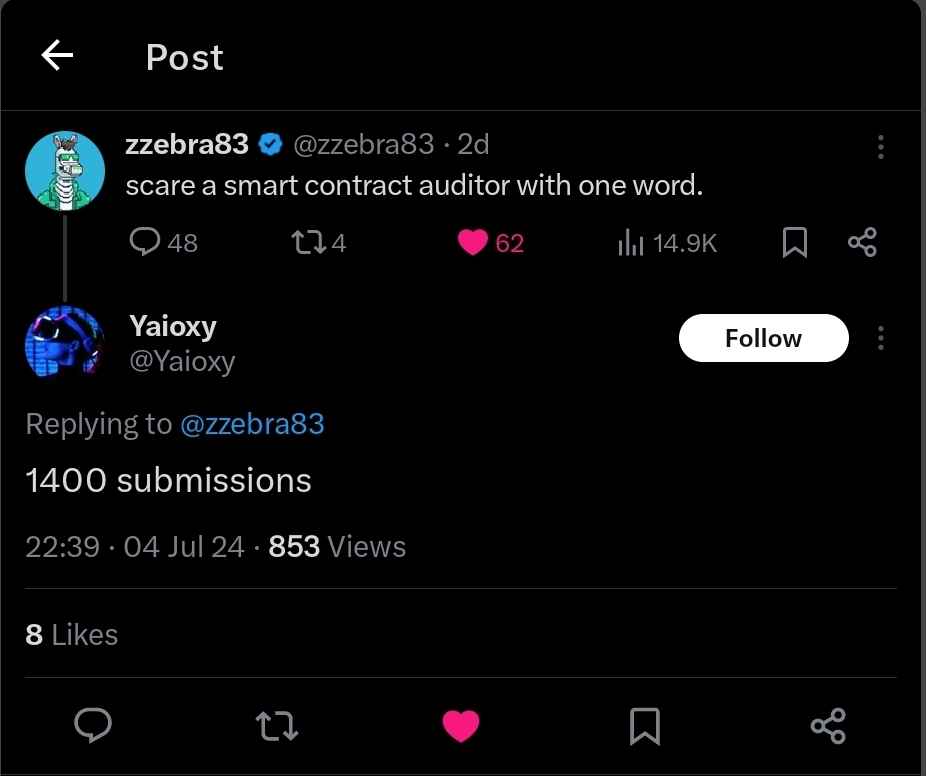 Post
zzebra83 @zzebra83 · 2d
scare a smart contract auditor with one word.
48 4 62 14.9K
Yaioxy
Follow
@Yaioxy
Replying to @zzebra83
1400 submissions
22:39 · 04 Jul 24 · 853 Views
8 Likes